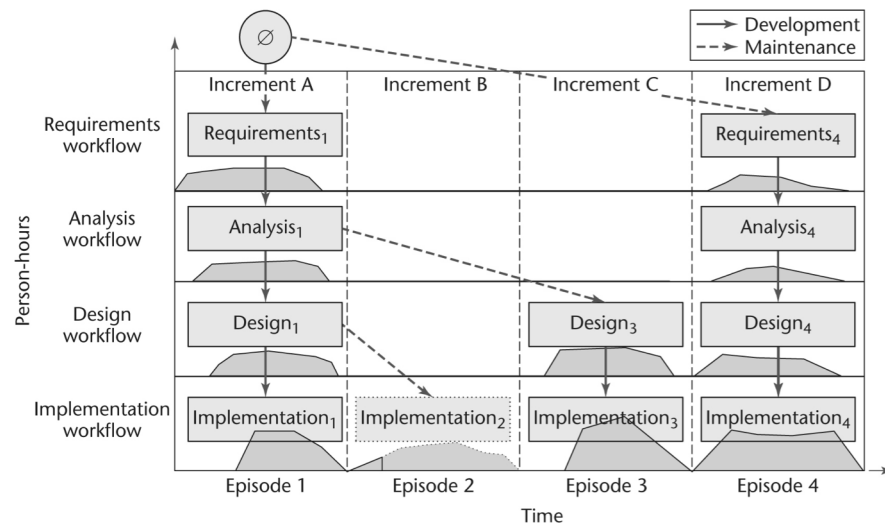 ∅
Development
Maintenance
Increment A
Increment B
Increment C
Increment D
Requirements
workflow
Requirements₁
Requirements₄
Analysis
workflow
Analysis₁
Analysis₄
Person-hours
Design
workflow
Design₁
Design₃
Design₄
Implementation
workflow
Implementation₁
Implementation₂
Implementation₃
Implementation₄
Episode 1
Episode 2
Episode 3
Episode 4
Time